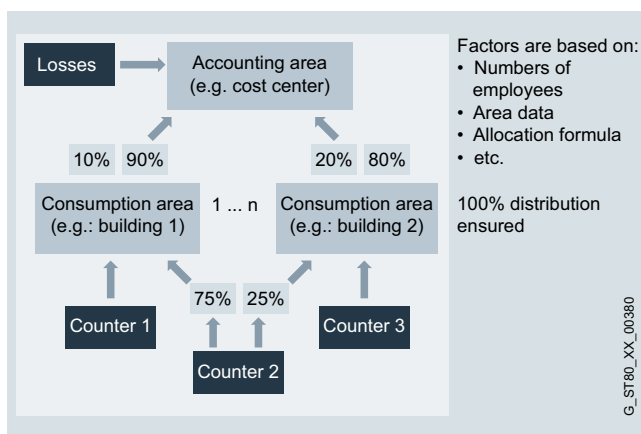 Losses
Accounting area
(e.g. cost center)
10% 90%
20% 80%
Consumption area
(e.g.: building 1)
1 ... n
Consumption area
(e.g.: building 2)
75% 25%
Counter 1
Counter 2
Counter 3
Factors are based on:
• Numbers of
employees
• Area data
• Allocation formula
• etc.
100% distribution
ensured
G_ST80_XX_00380